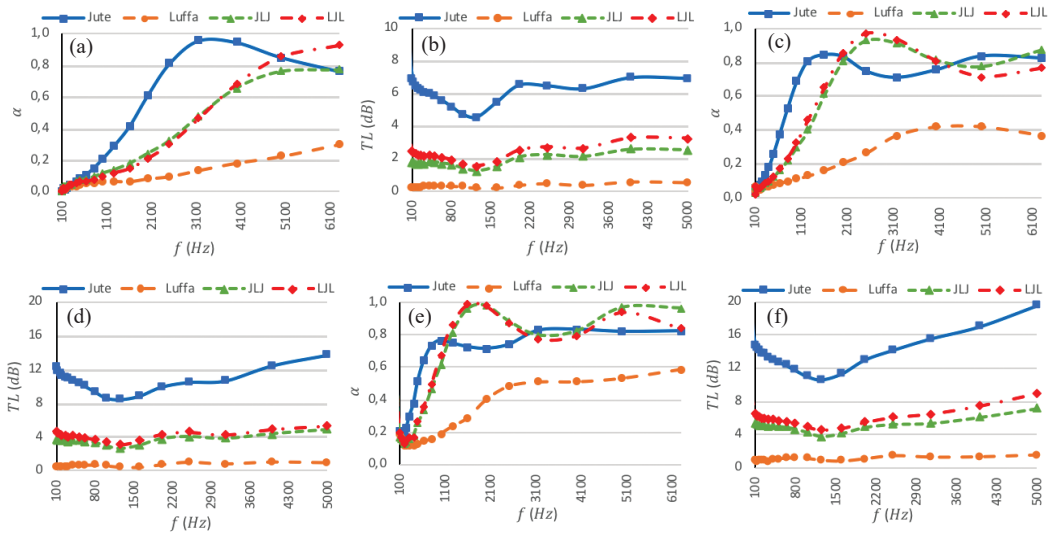 Jute Luffa JLJ LJL
(a)
α
1,0
0,8
0,6
0,4
0,2
0,0
100 1100 2100 3100 4100 5100 6100
f (Hz)
Jute Luffa JLJ LJL
(b)
TL (dB)
10
8
6
4
2
0
100 800 1500 2200 2900 3600 4300 5000
f (Hz)
Jute Luffa JLJ LJL
(c)
α
1,0
0,8
0,6
0,4
0,2
0,0
100 1100 2100 3100 4100 5100 6100
f (Hz)
Jute Luffa JLJ LJL
(d)
TL (dB)
20
16
12
8
4
0
100 800 1500 2200 2900 3600 4300 5000
f (Hz)
Jute Luffa JLJ LJL
(e)
α
1,0
0,8
0,6
0,4
0,2
0,0
100 1100 2100 3100 4100 5100 6100
f (Hz)
Jute Luffa JLJ LJL
(f)
TL (dB)
20
16
12
8
4
0
100 800 1500 2200 2900 3600 4300 5000
f (Hz)